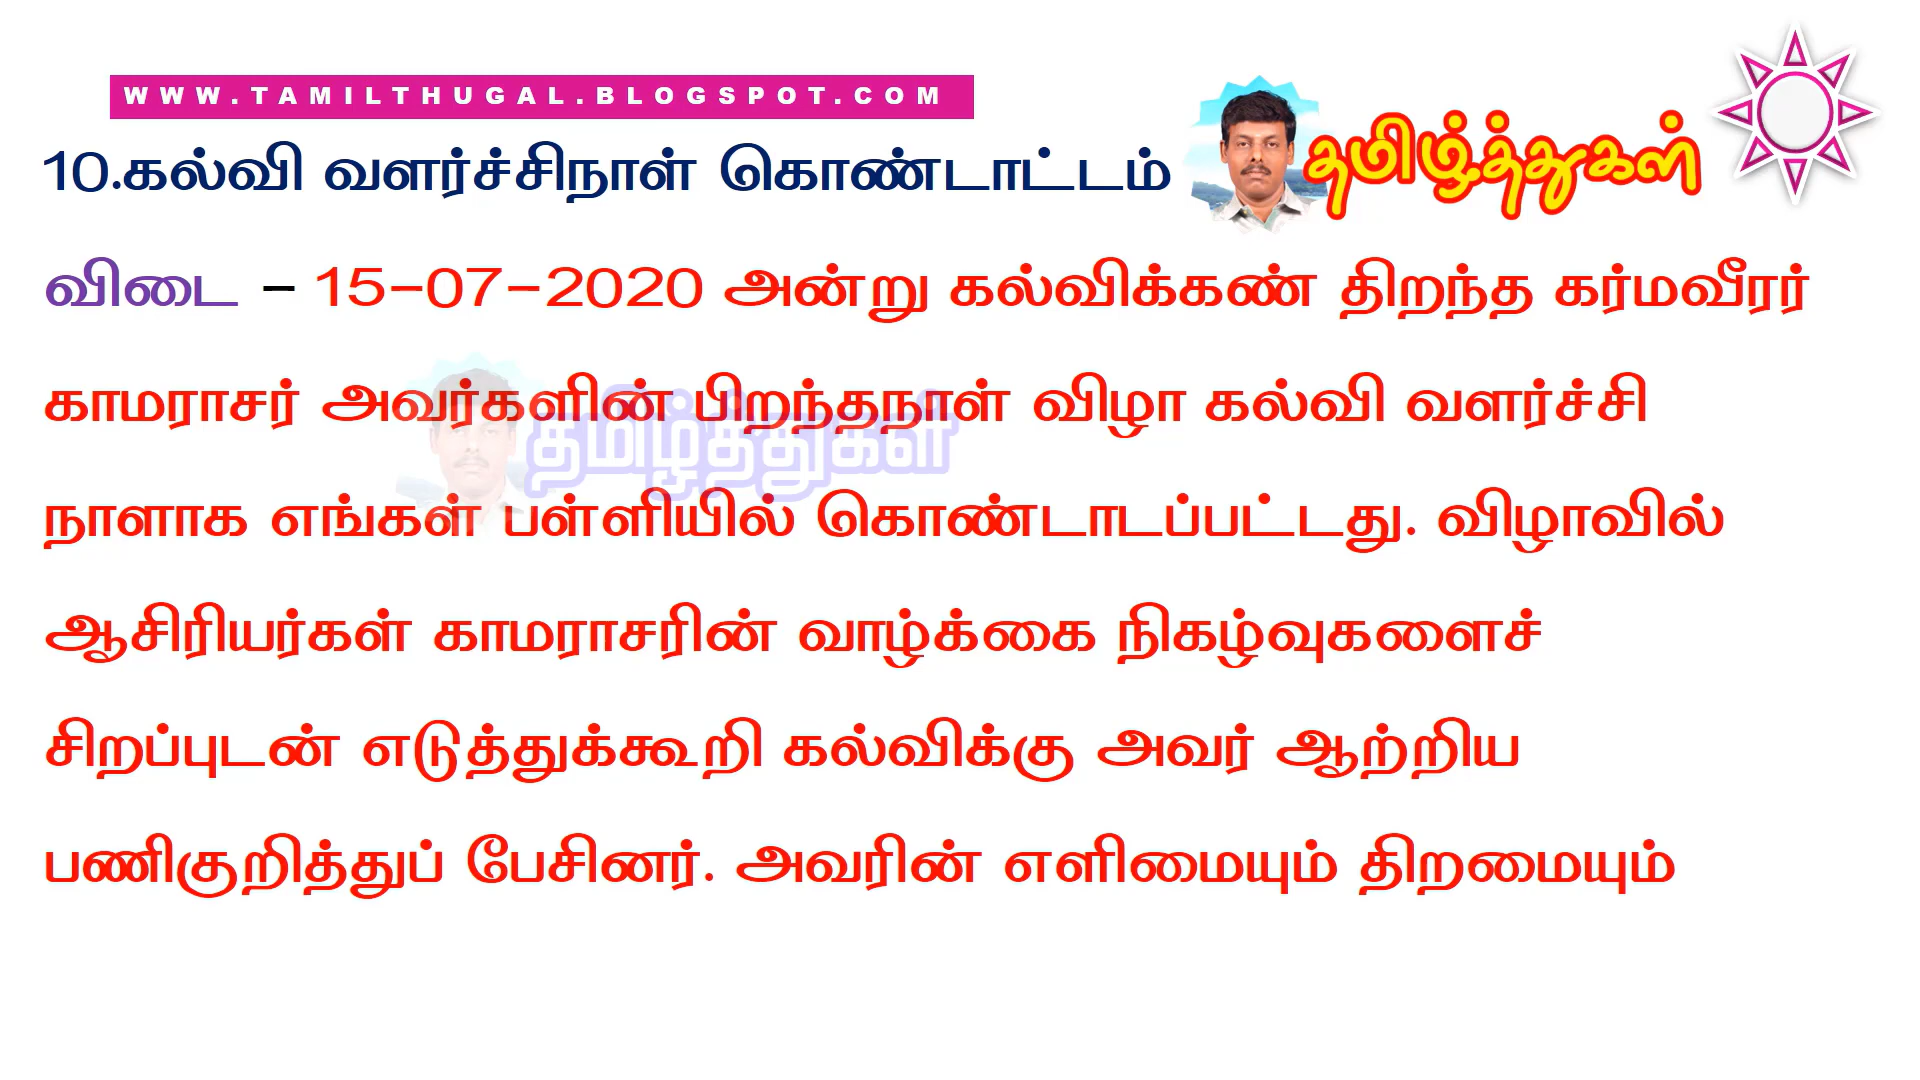 WWW.TAMILTHUGAL.BLOGSPOT.COM
தமிழ்த்துகள்
10.கல்வி வளர்ச்சிநாள் கொண்டாட்டம்
விடை - 15-07-2020 அன்று கல்விக்கண் திறந்த கர்மவீரர்
காமராசர் அவர்களின் பிறந்தநாள் விழா கல்வி வளர்ச்சி
தமிழ்த்துகள்
நாளாக எங்கள் பள்ளியில் கொண்டாடப்பட்டது. விழாவில்
ஆசிரியர்கள் காமராசரின் வாழ்க்கை நிகழ்வுகளைச்
சிறப்புடன் எடுத்துக்கூறி கல்விக்கு அவர் ஆற்றிய
பணிகுறித்துப் பேசினர். அவரின் எளிமையும் திறமையும்